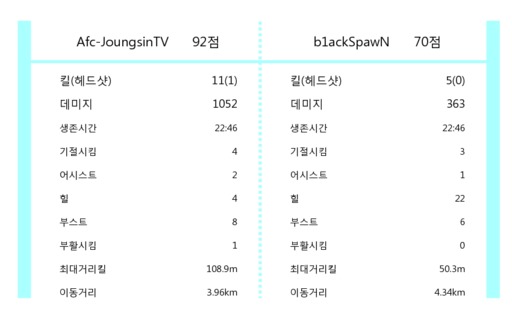 Afc-JoungsinTV 92점 b1ackSpawN 70점
킬(헤드샷) 11(1) 킬(헤드샷) 5(0)
데미지 1052 데미지 363
생존시간 22:46 생존시간 22:46
기절시킴 4 기절시킴 3
어시스트 2 어시스트 1
힐 4 힐 22
부스트 8 부스트 6
부활시킴 1 부활시킴 0
최대거리킬 108.9m 최대거리킬 50.3m
이동거리 3.96km 이동거리 4.34km